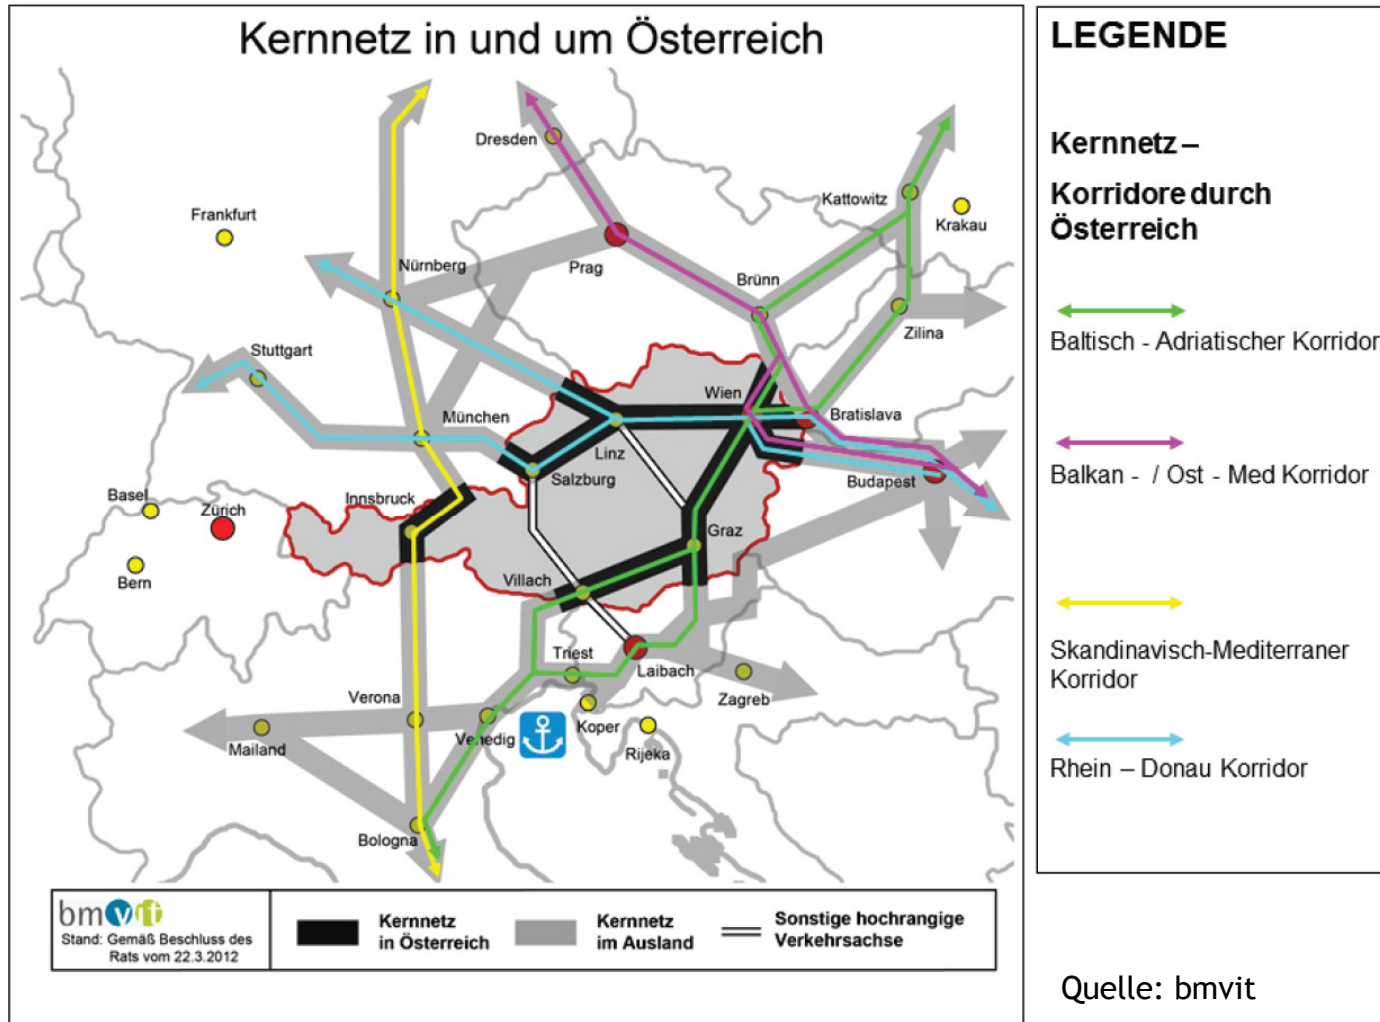 Kernnetz in und um Österreich
Dresden
Kattowitz
Krakau
Frankfurt
Nürnberg
Prag
Brünn
Zilina
Stuttgart
Wien
München
Bratislava
Linz
Salzburg
Budapest
Basel
Zürich
Innsbruck
Graz
Bern
Villach
Triest
Laibach
Zagreb
Verona
Koper
Venedig
Mailand
Rijeka
Bologna
bmvit
Stand: Gemäß Beschluss des
Rats vom 22.3.2012
Kernnetz
in Österreich
Kernnetz
im Ausland
Sonstige hochrangige
Verkehrsachse
LEGENDE
Kernnetz –
Korridore durch
Österreich
Baltisch - Adriatischer Korridor
Balkan - / Ost - Med Korridor
Skandinavisch-Mediterraner
Korridor
Rhein – Donau Korridor
Quelle: bmvit